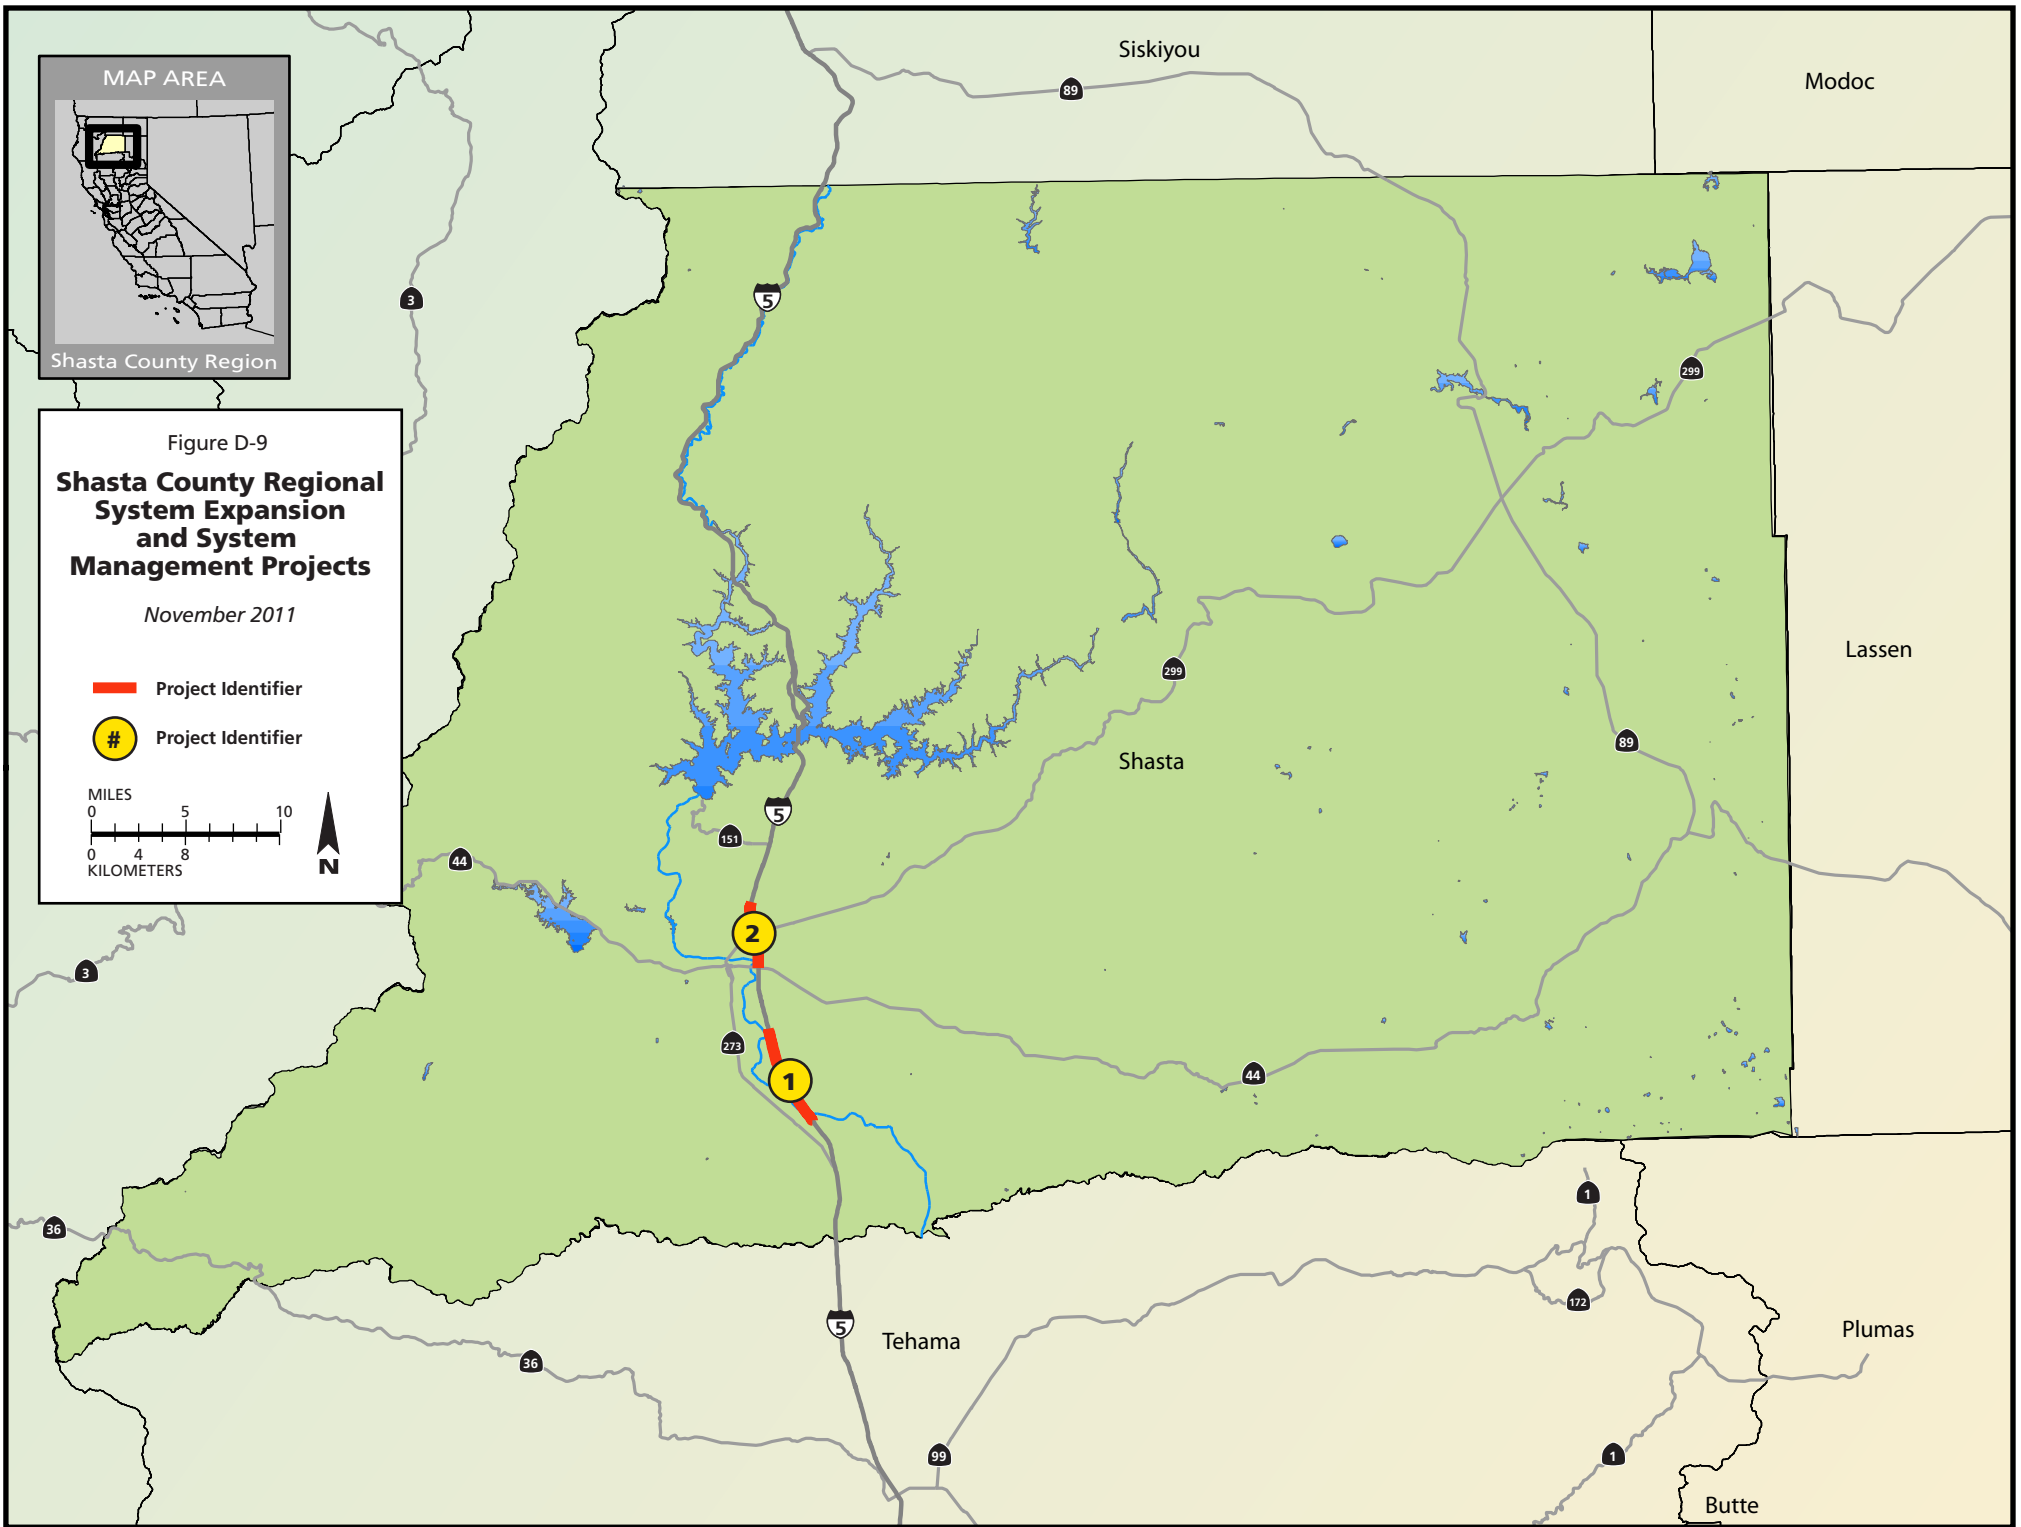 MAP AREA
Shasta County Region
Figure D-9
Shasta County Regional
System Expansion
and System
Management Projects
November 2011
Project Identifier
# Project Identifier
MILES
0 5 10
0 4 8
KILOMETERS
N
Siskiyou
Modoc
89
3
5
299
Lassen
299
Shasta
89
5
151
44
2
3
273
1
44
36
1
172
5
Tehama
Plumas
36
99
1
Butte